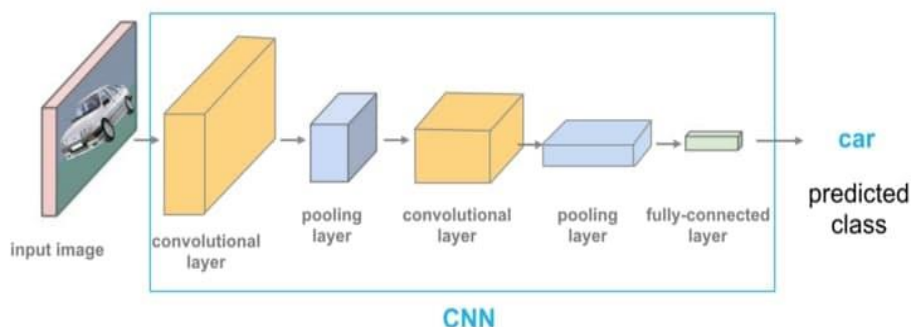 input image
convolutional
layer
pooling
layer
convolutional
layer
pooling
layer
fully-connected
layer
car
predicted
class
CNN